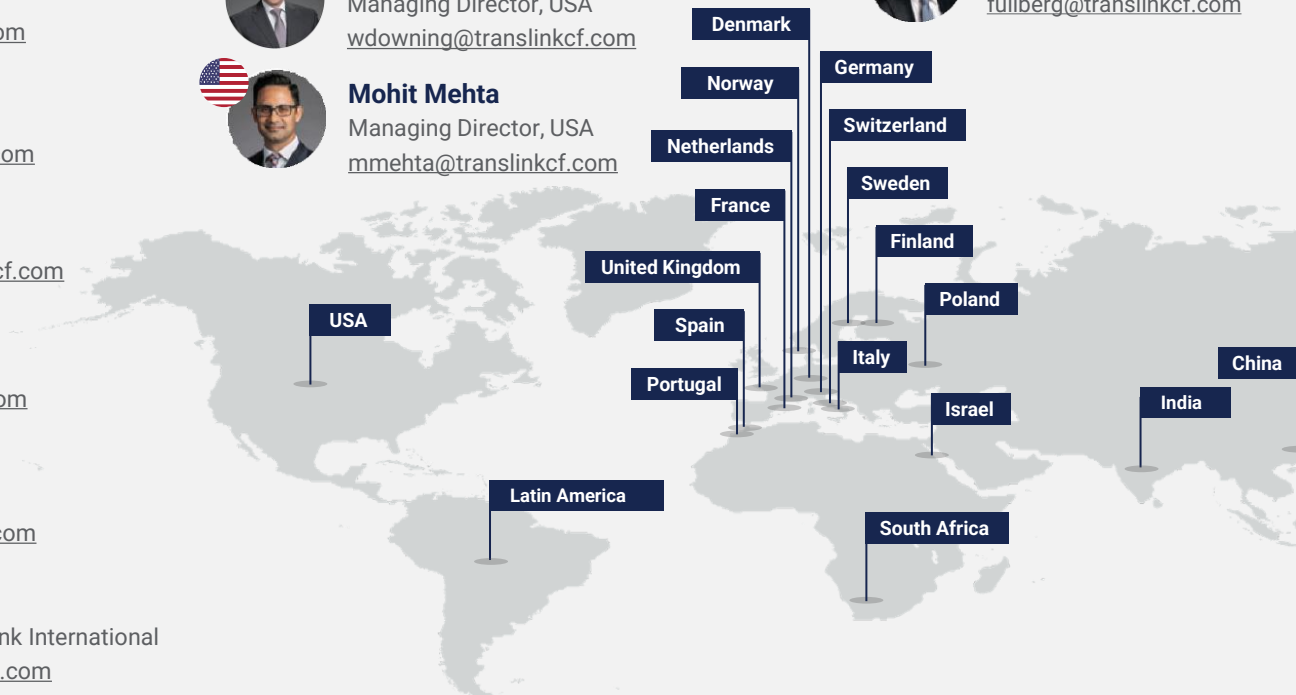 om
om
cf.com
om
com
nk International
.com
Managing Director, USA
wdowning@translinkcf.com
Mohit Mehta
Managing Director, USA
mmehta@translinkcf.com
fullberg@translinkcf.com
Denmark
Germany
Norway
Switzerland
Netherlands
Sweden
France
Finland
United Kingdom
Poland
USA
Spain
Italy
China
Portugal
India
Israel
Latin America
South Africa